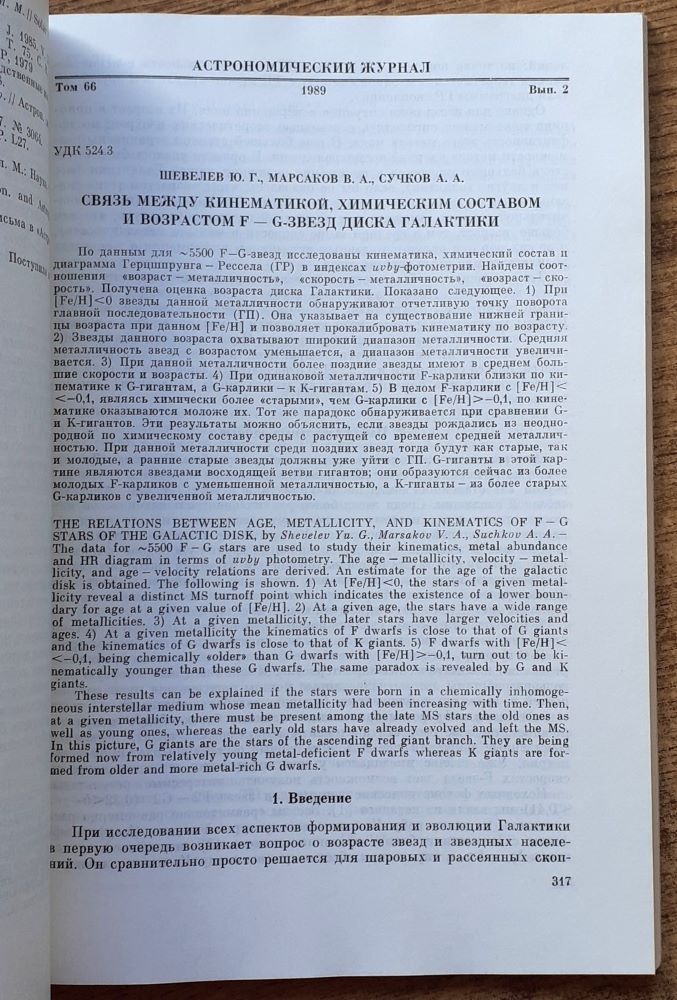 М. М.//
J. 1985. V.
Т. 75, С.
P, 1979
// Астрон.
7. № 3064.
P. L27.
М.: Наука
on. and
исьма в
Поступила
АСТРОНОМИЧЕСКИЙ ЖУРНАЛ
Том 66 1989 Вып. 2
УДК 524.3
ШЕВЕЛЕВ Ю. Г., МАРСАКОВ В. А., СУЧКОВ А. А.
СВЯЗЬ МЕЖДУ КИНЕМАТИКОЙ, ХИМИЧЕСКИМ СОСТАВОМ
И ВОЗРАСТОМ F — G-ЗВЕЗД ДИСКА ГАЛАКТИКИ
По данным для ~5500 F—G-звезд исследованы кинематика, химический состав и
диаграмма Герцшпрунга — Рессела (ГР) в индексах uvby-фотометрии. Найдены соот-
ношения «возраст — металличность», «скорость — металличность», «возраст — ско-
рость». Получена оценка возраста диска Галактики. Показано следующее. 1) При
[Fe/H]<0 звезды данной металличности обнаруживают отчетливую точку поворота
главной последовательности (ГП). Она указывает на существование нижней грани-
цы возраста при данном [Fe/H] и позволяет прокалибровать кинематику по возрасту.
2) Звезды данного возраста охватывают широкий диапазон металличности. Средняя
металличность звезд с возрастом уменьшается, а диапазон металличности увеличи-
вается. 3) При данной металличности более поздние звезды имеют в среднем боль-
шие скорости и возрасты. 4) При одинаковой металличности F-карлики близки по ки-
нематике к G-гигантам, а G-карлики — к K-гигантам. 5) В целом F-карлики с [Fe/H]<
<−0,1, являясь химически более «старыми», чем G-карлики с [Fe/H]>−0,1, по кине-
матике оказываются моложе их. Тот же парадокс обнаруживается при сравнении G-
и K-гигантов. Эти результаты можно объяснить, если звезды рождались из неодно-
родной по химическому составу среды с растущей со временем средней металлич-
ностью. При данной металличности среди поздних звезд тогда будут как старые, так
и молодые, а ранние старые звезды должны уже уйти с ГП. G-гиганты в этой кар-
тине являются звездами восходящей ветви гигантов; они образуются сейчас из более
молодых F-карликов с уменьшенной металличностью, а K-гиганты — из более старых
G-карликов с увеличенной металличностью.
THE RELATIONS BETWEEN AGE, METALLICITY, AND KINEMATICS OF F — G
STARS OF THE GALACTIC DISK, by Shevelev Yu. G., Marsakov V. A., Suchkov A. A. —
The data for ~5500 F — G stars are used to study their kinematics, metal abundance
and HR diagram in terms of uvby photometry. The age — metallicity, velocity — metal-
licity, and age — velocity relations are derived. An estimate for the age of the galactic
disk is obtained. The following is shown. 1) At [Fe/H]<0, the stars of a given metal-
licity reveal a distinct MS turnoff point which indicates the existence of a lower boun-
dary for age at a given value of [Fe/H]. 2) At a given age, the stars have a wide range
of metallicities. 3) At a given metallicity, the later stars have larger velocities and
ages. 4) At a given metallicity the kinematics of F dwarfs is close to that of G giants
and the kinematics of G dwarfs is close to that of K giants. 5) F dwarfs with [Fe/H]<
<−0,1, being chemically «older» than G dwarfs with [Fe/H]>−0,1, turn out to be ki-
nematically younger than these G dwarfs. The same paradox is revealed by G and K
giants.
These results can be explained if the stars were born in a chemically inhomoge-
neous interstellar medium whose mean metallicity had been increasing with time. Then,
at a given metallicity, there must be present among the late MS stars the old ones as
well as young ones, whereas the early old stars have already evolved and left the MS.
In this picture, G giants are the stars of the ascending red giant branch. They are being
formed now from relatively young metal-deficient F dwarfs whereas K giants are for-
med from older and more metal-rich G dwarfs.
1. Введение
При исследовании всех аспектов формирования и эволюции Галактики
в первую очередь возникает вопрос о возрасте звезд и звездных населе-
ний. Он сравнительно просто решается для шаровых и рассеянных скоп-
317